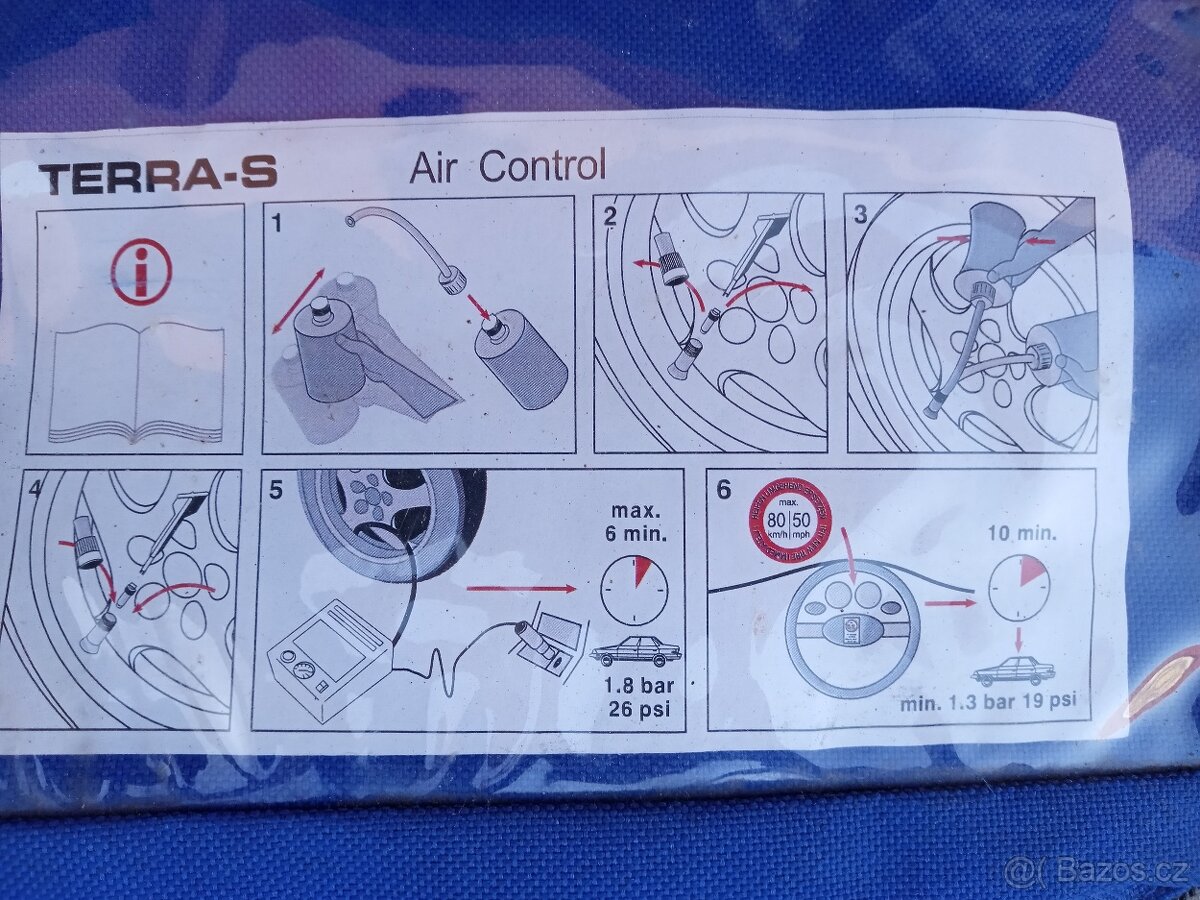 TERRA-S Air Control
i
1
2
3
4
5
max.
6 min.
1.8 bar
26 psi
6
max.
80 50
km/h mph
10 min.
min. 1.3 bar 19 psi
@( Bazos.cz